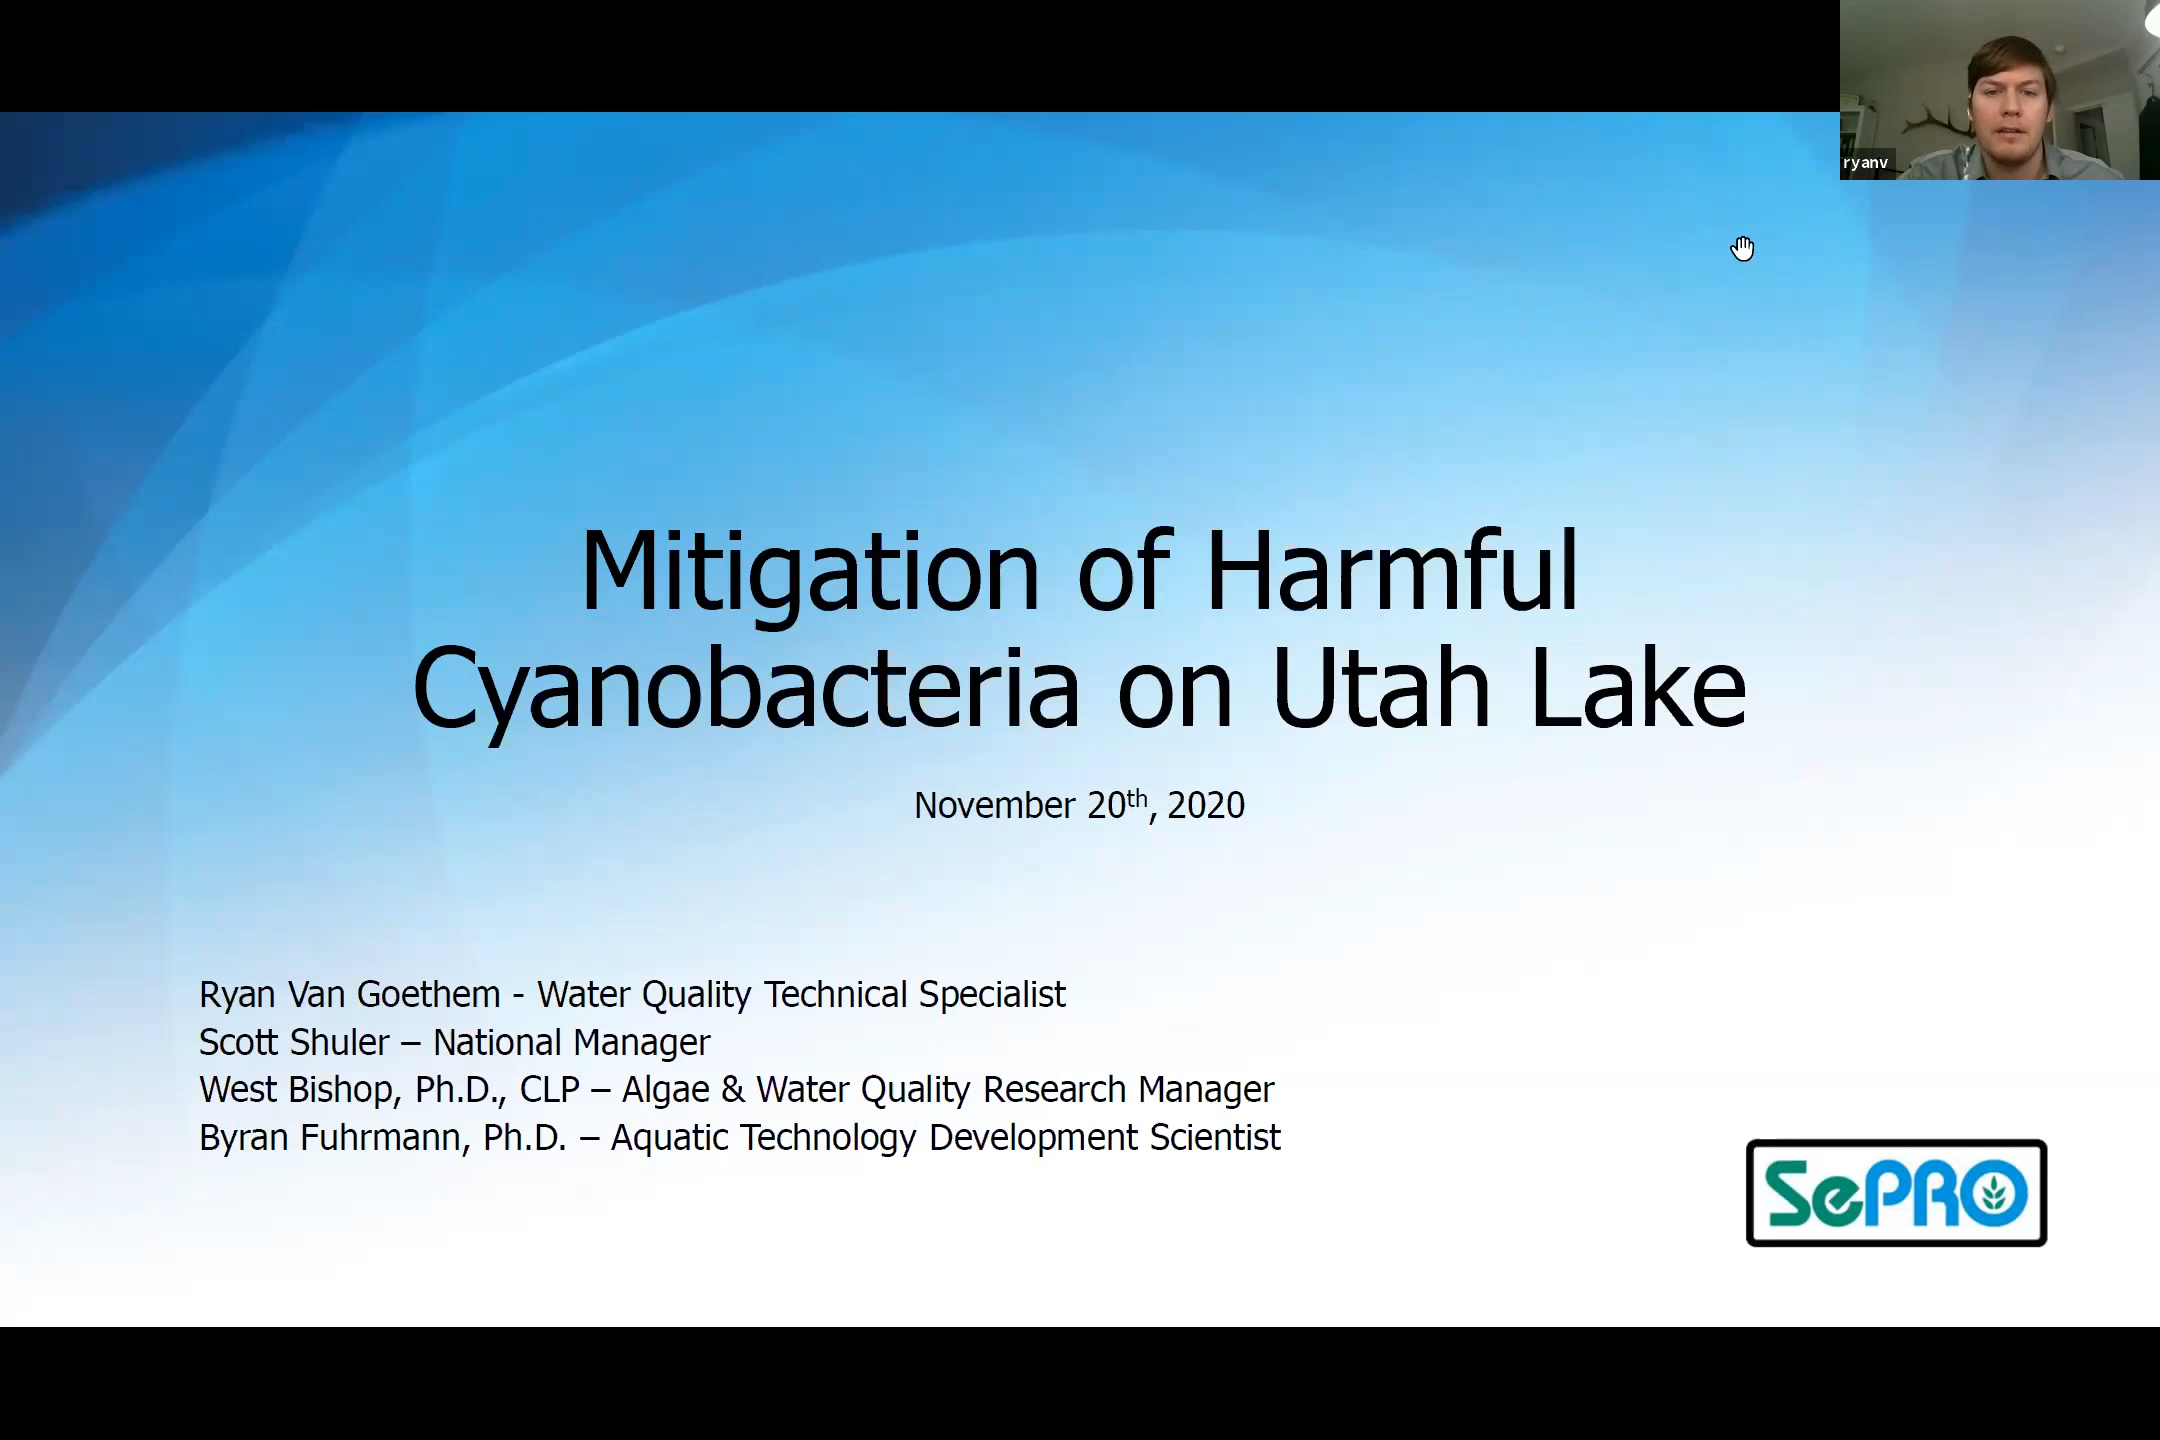 ryanv
Mitigation of Harmful
Cyanobacteria on Utah Lake
November 20th, 2020
Ryan Van Goethem - Water Quality Technical Specialist
Scott Shuler – National Manager
West Bishop, Ph.D., CLP – Algae & Water Quality Research Manager
Byran Fuhrmann, Ph.D. – Aquatic Technology Development Scientist
SePRO